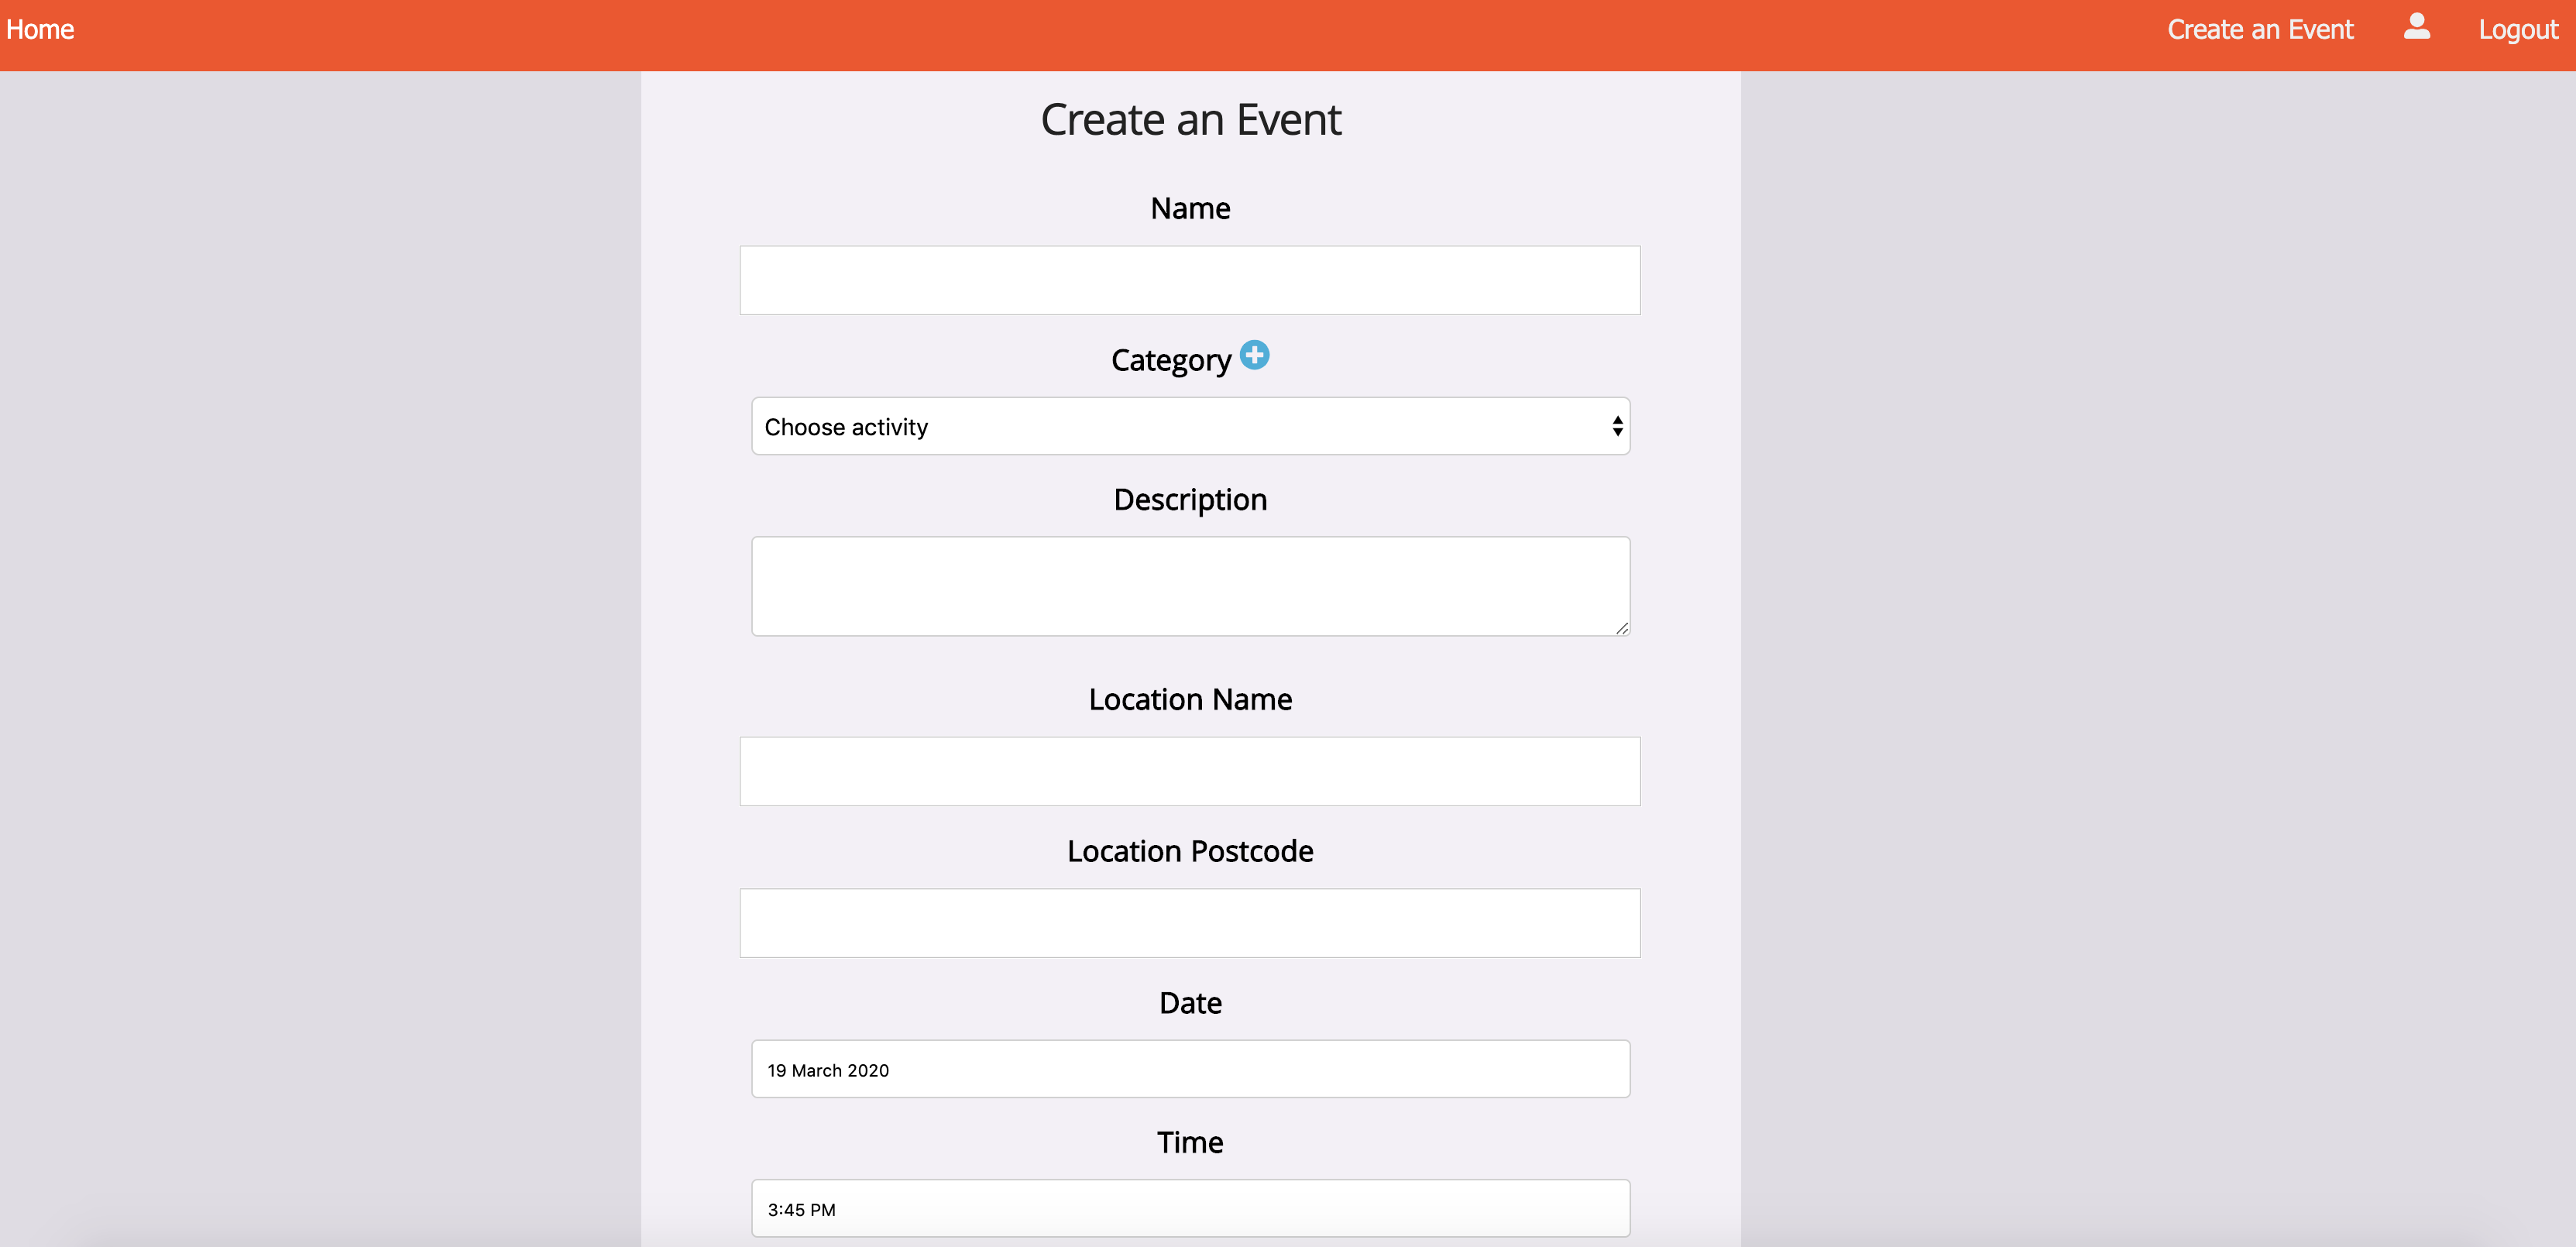 Home
Create an Event
Logout
Create an Event
Name
Category
Choose activity
Description
Location Name
Location Postcode
Date
19 March 2020
Time
3:45 PM